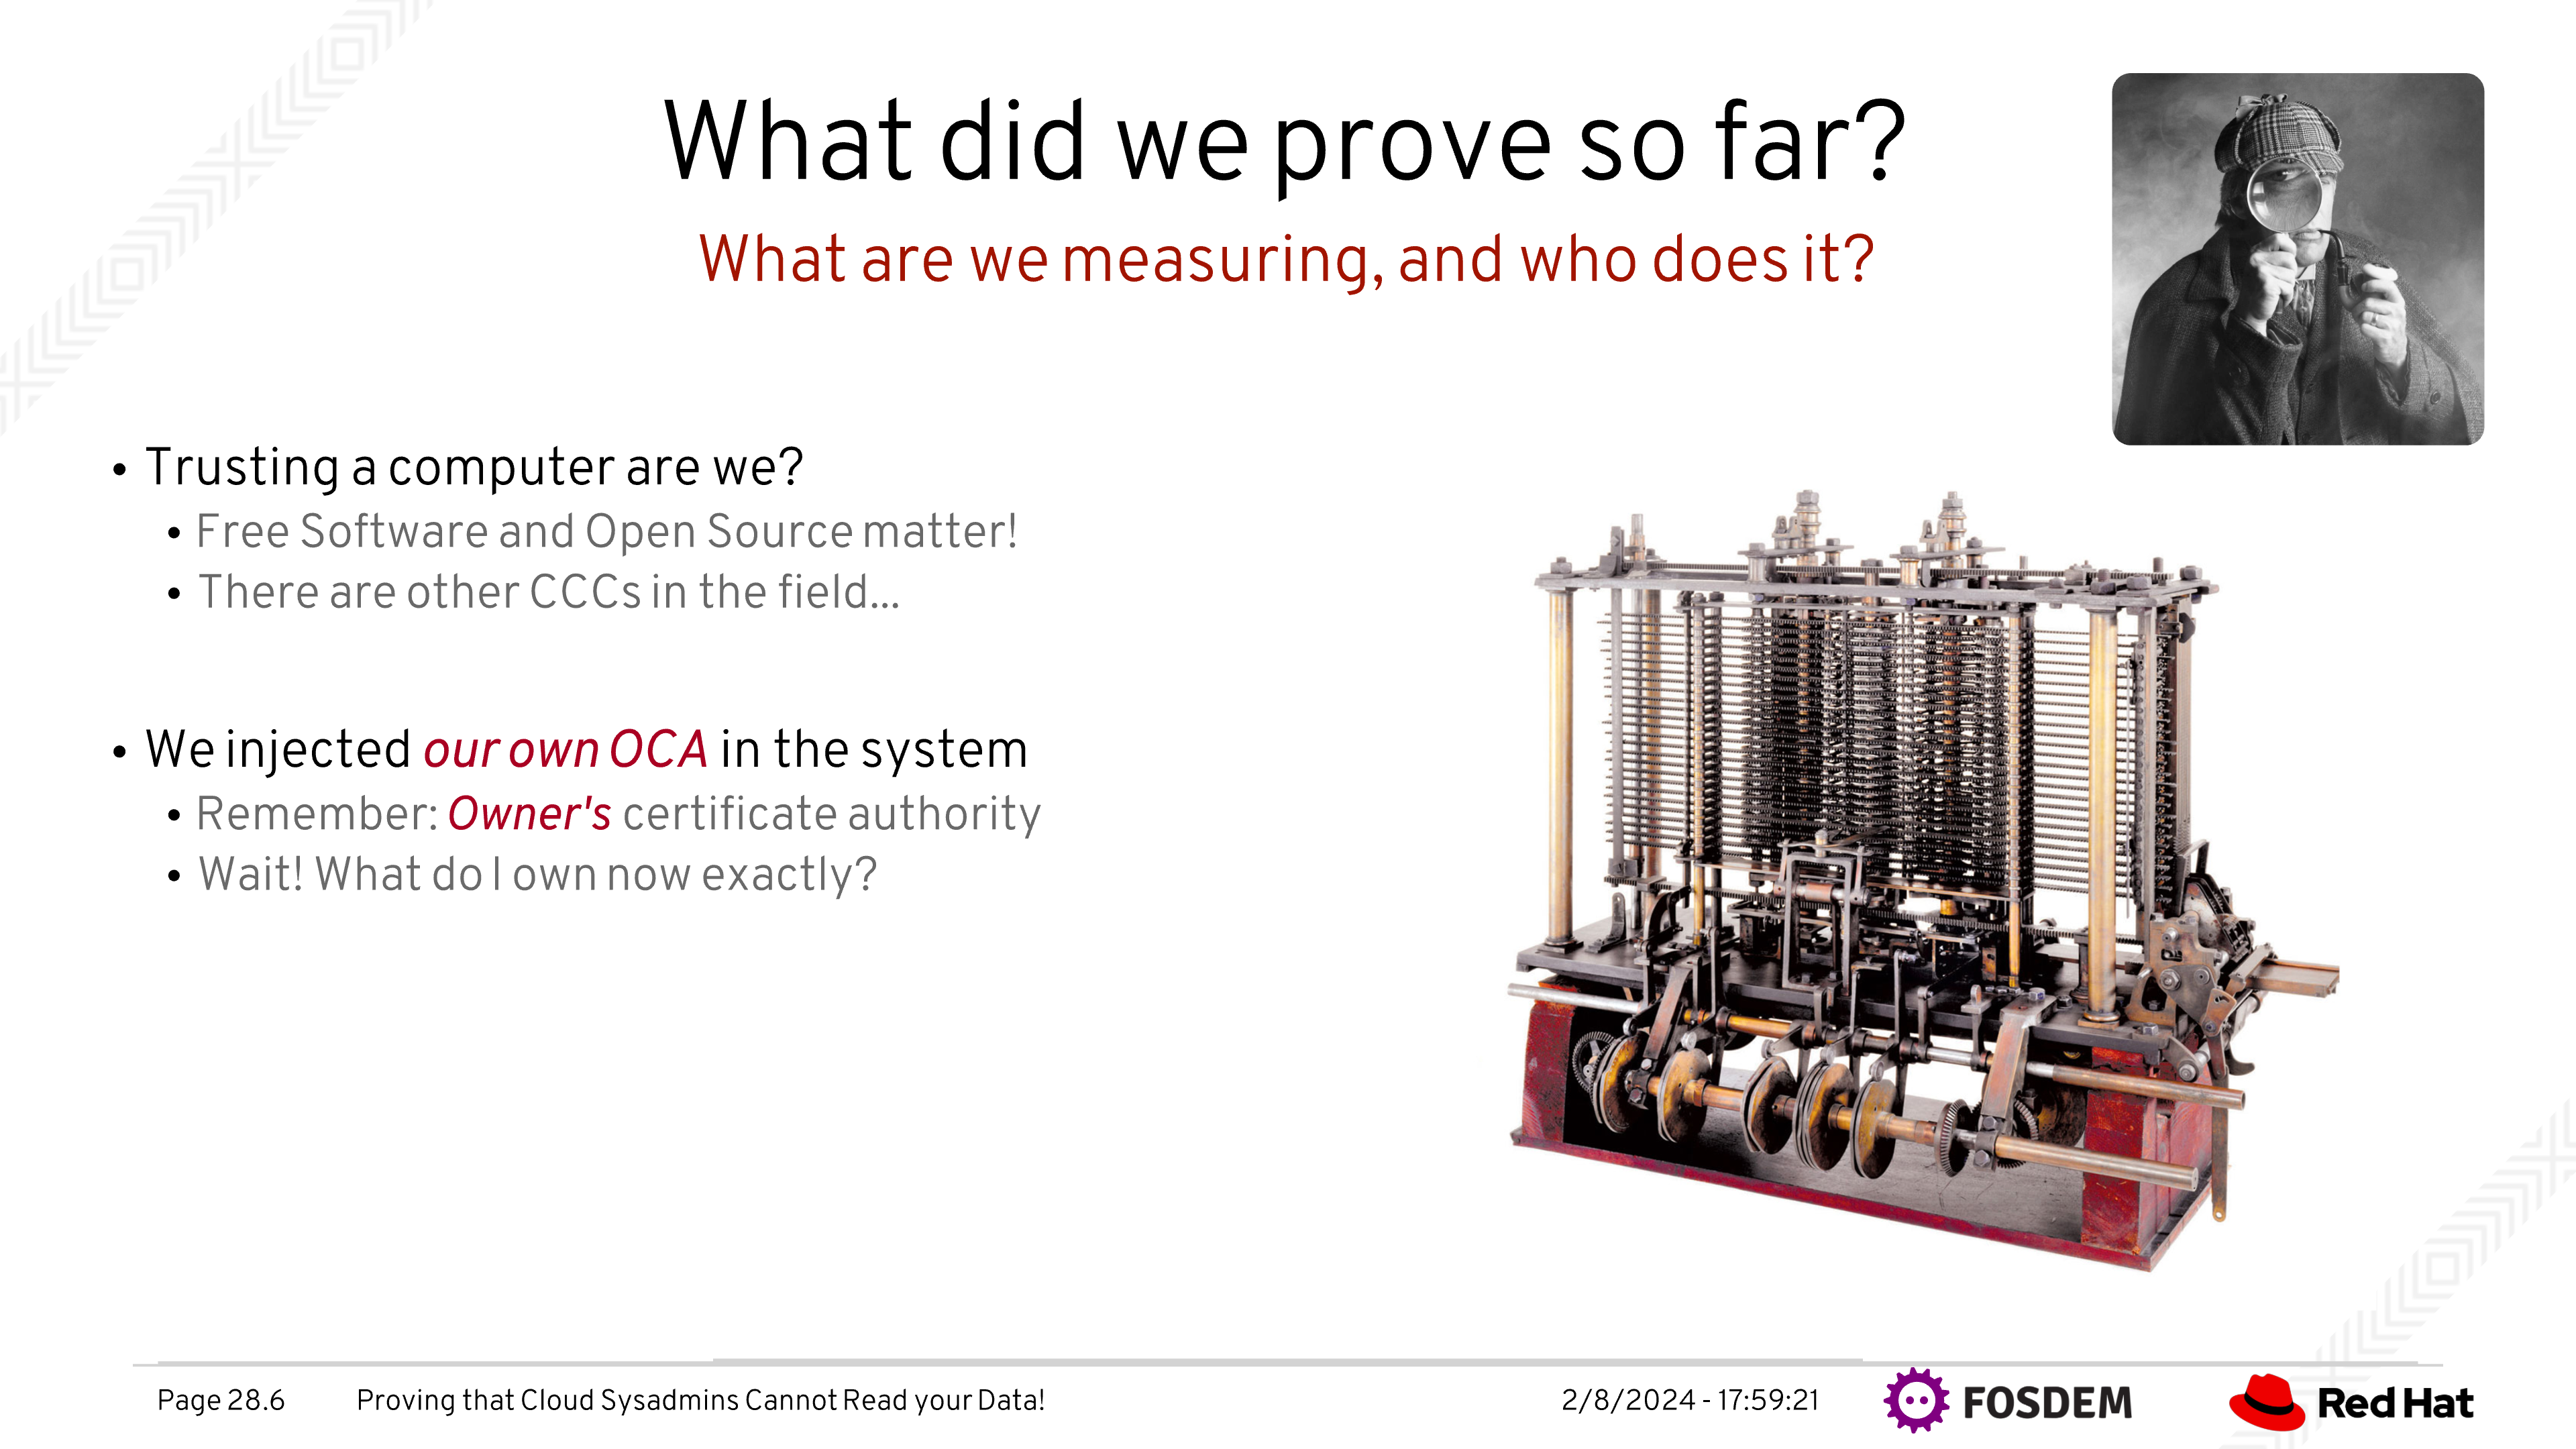 What did we prove so far?
What are we measuring, and who does it?
• Trusting a computer are we?
• Free Software and Open Source matter!
• There are other CCCs in the field...
• We injected our own OCA in the system
• Remember: Owner's certificate authority
• Wait! What do I own now exactly?
Page 28.6 Proving that Cloud Sysadmins Cannot Read your Data! 2/8/2024 - 17:59:21 FOSDEM Red Hat